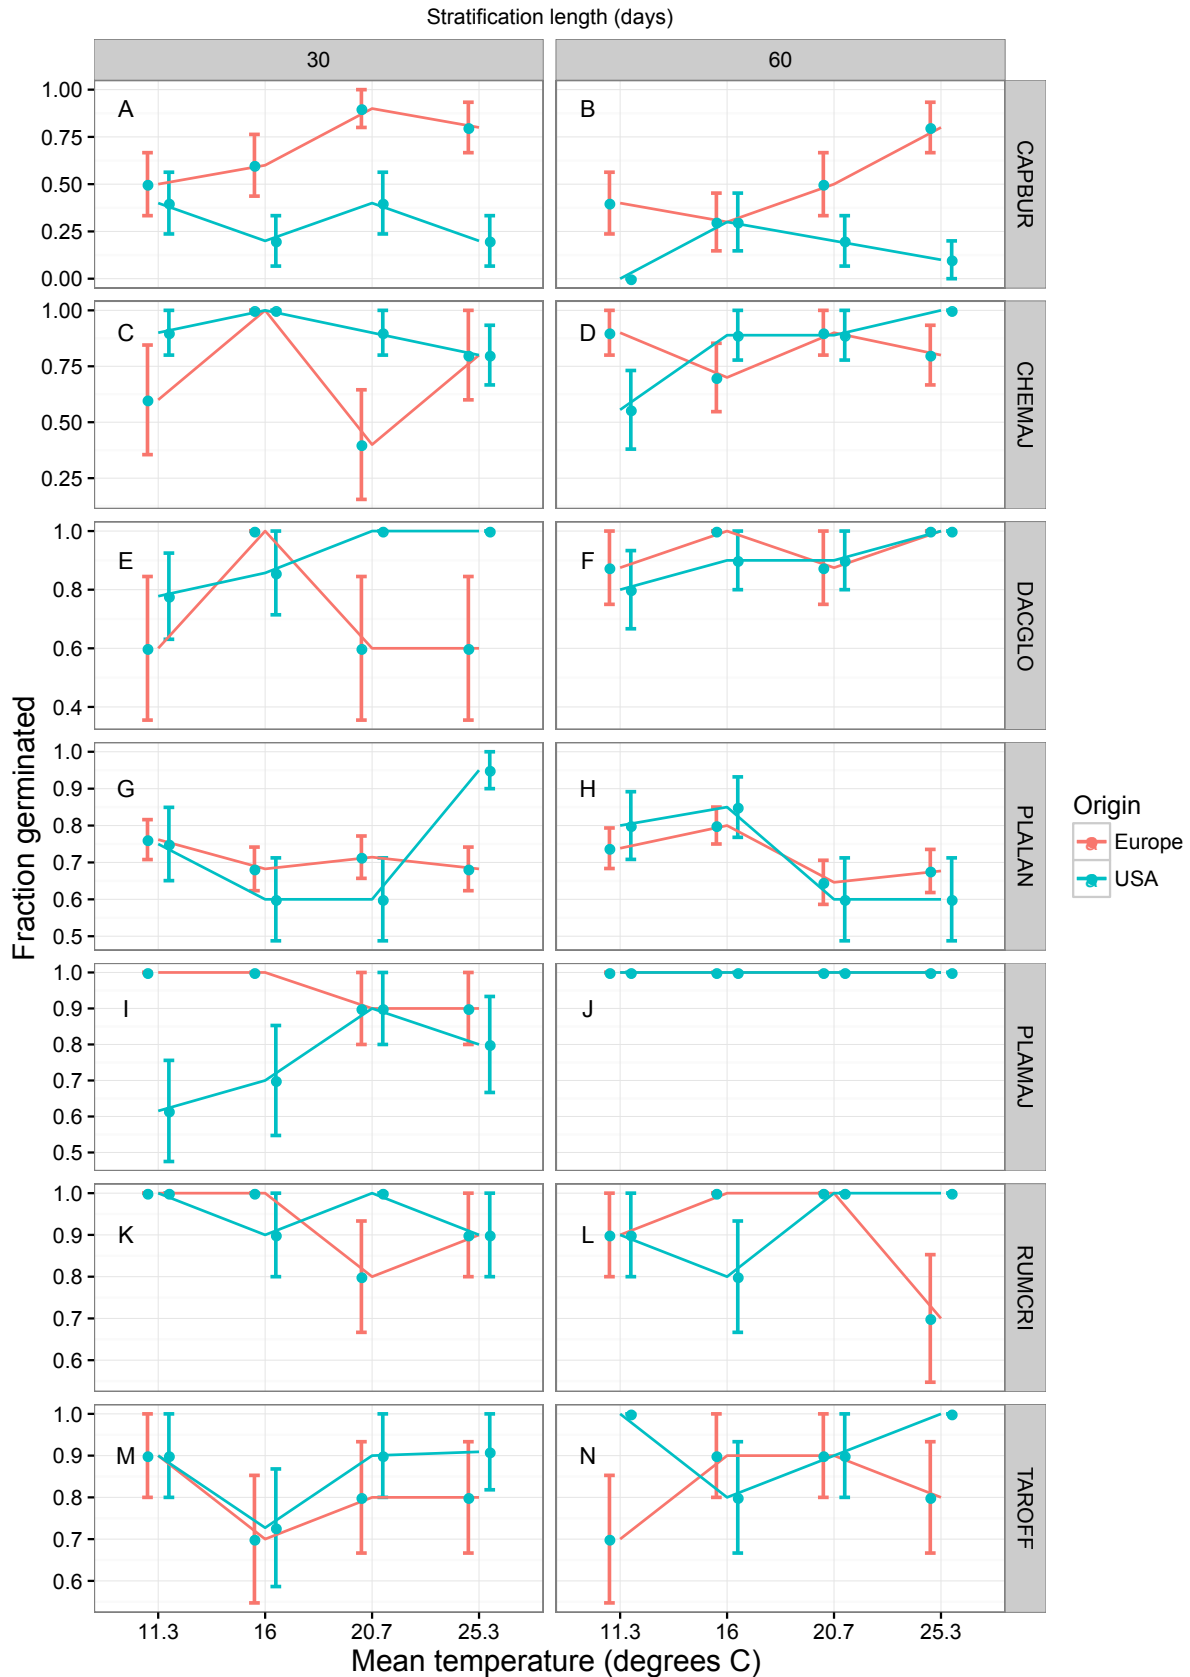 Stratification length (days)
30
60
A
B
1.00
0.75
0.50
0.25
0.00
CAPBUR
C
D
1.00
0.75
0.50
0.25
CHEMAJ
E
F
1.0
0.8
0.6
0.4
DACGLO
G
H
1.0
0.9
0.8
0.7
0.6
0.5
PLALAN
I
J
1.0
0.9
0.8
0.7
0.6
0.5
PLAMAJ
K
L
1.0
0.9
0.8
0.7
0.6
RUMCRI
M
N
1.0
0.9
0.8
0.7
0.6
TAROFF
Fraction germinated
11.3 16 20.7 25.3
11.3 16 20.7 25.3
Mean temperature (degrees C)
Origin
a Europe
a USA